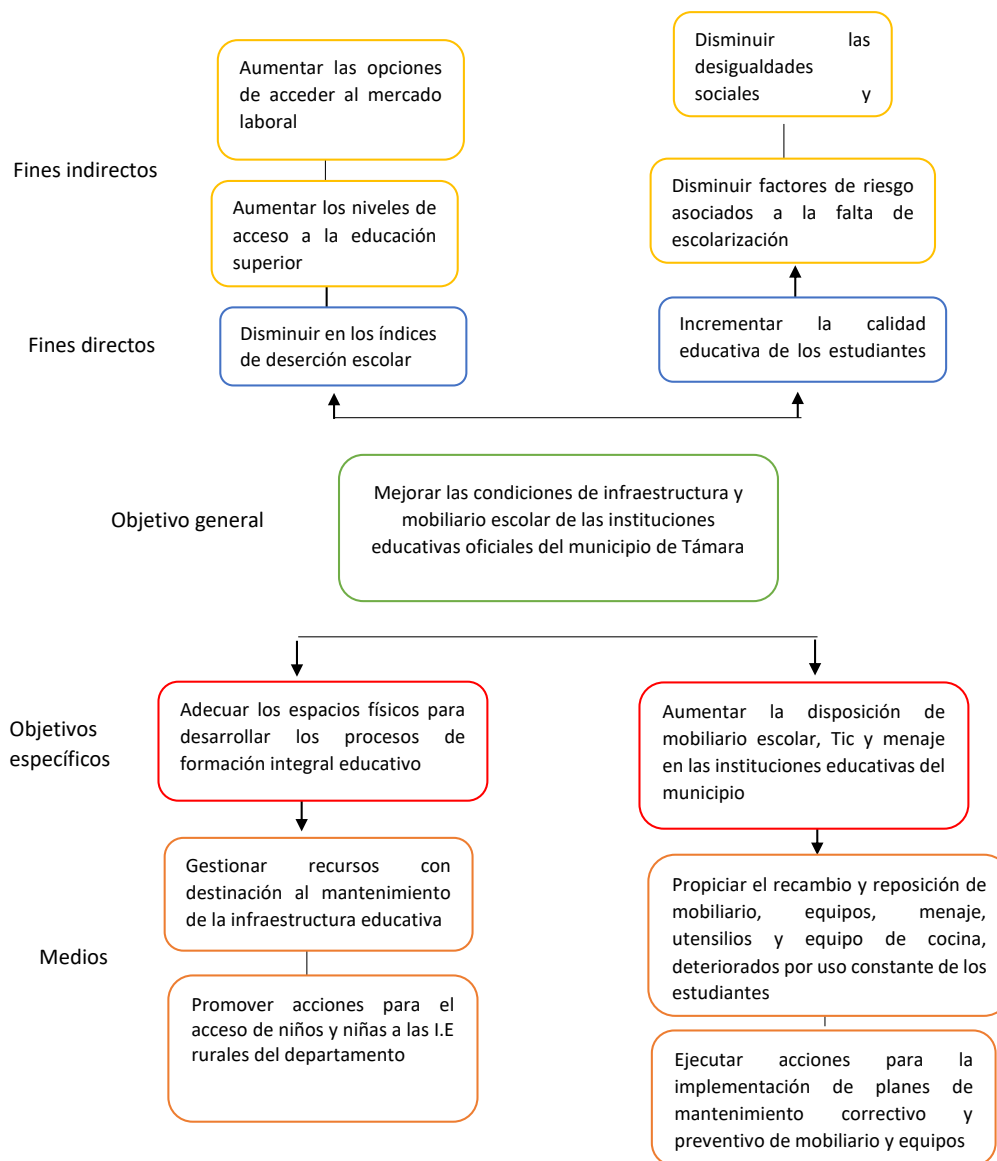 Aumentar las opciones
de acceder al mercado
laboral
Disminuir las
desigualdades
sociales y
Fines indirectos
Aumentar los niveles de
acceso a la educación
superior
Disminuir factores de riesgo
asociados a la falta de
escolarización
Fines directos
Disminuir en los índices
de deserción escolar
Incrementar la calidad
educativa de los estudiantes
Objetivo general
Mejorar las condiciones de infraestructura y
mobiliario escolar de las instituciones
educativas oficiales del municipio de Támara
Objetivos
específicos
Adecuar los espacios físicos para
desarrollar los procesos de
formación integral educativo
Aumentar la disposición de
mobiliario escolar, Tic y menaje
en las instituciones educativas del
municipio
Medios
Gestionar recursos con
destinación al mantenimiento
de la infraestructura educativa
Propiciar el recambio y reposición de
mobiliario, equipos, menaje,
utensilios y equipo de cocina,
deteriorados por uso constante de los
estudiantes
Promover acciones para el
acceso de niños y niñas a las I.E
rurales del departamento
Ejecutar acciones para la
implementación de planes de
mantenimiento correctivo y
preventivo de mobiliario y equipos